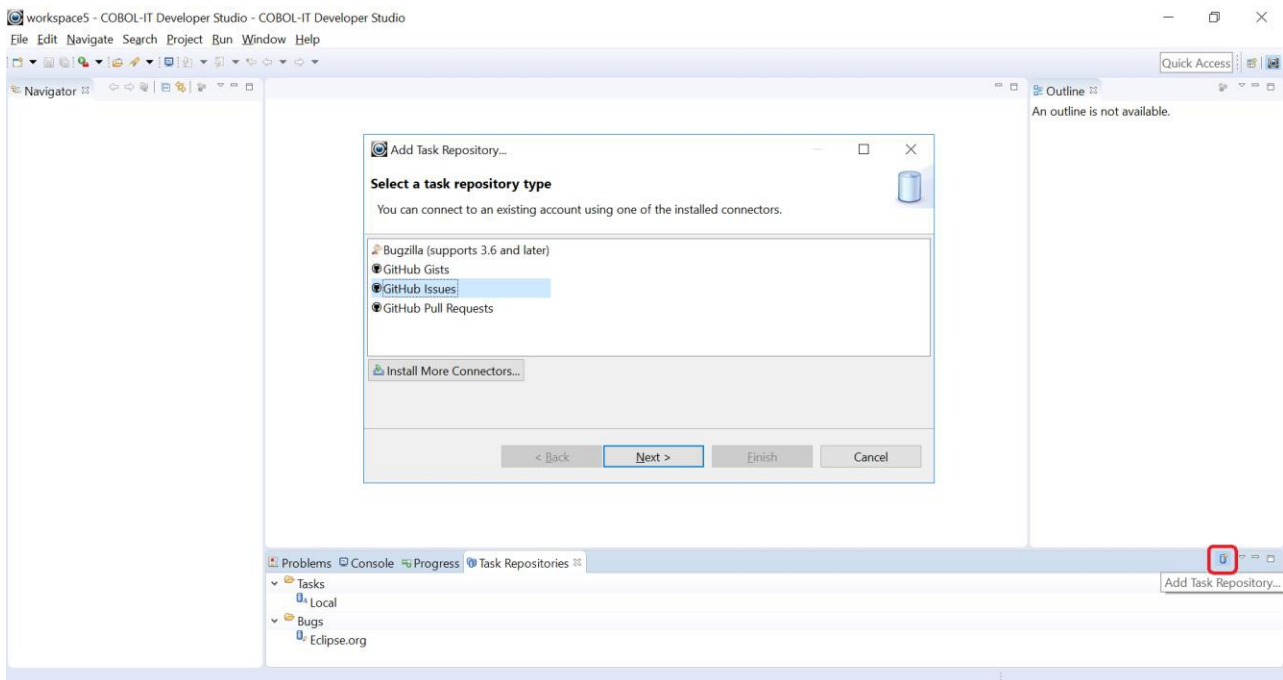 workspace5 - COBOL-IT Developer Studio - COBOL-IT Developer Studio
File Edit Navigate Search Project Run Window Help
Quick Access
Navigator
Outline
An outline is not available.
Add Task Repository...
Select a task repository type
You can connect to an existing account using one of the installed connectors.
Bugzilla (supports 3.6 and later)
GitHub Gists
GitHub Issues
GitHub Pull Requests
Install More Connectors...
< Back Next > Finish Cancel
Problems Console Progress Task Repositories
Add Task Repository...
Tasks
Local
Bugs
Eclipse.org